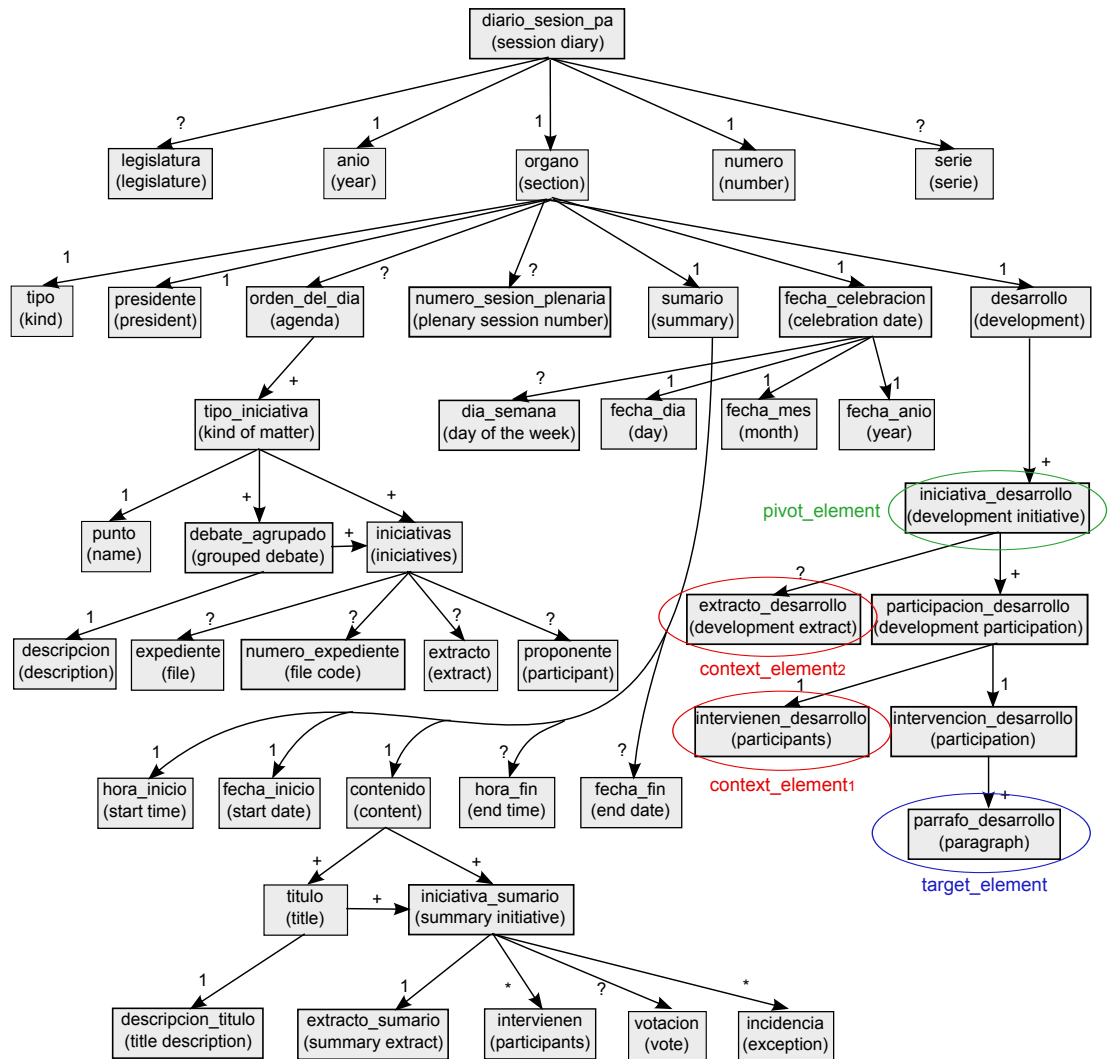 diario_sesion_pa
(session diary)
? 1 1 1 ?
legislatura
(legislature)
anio
(year)
organo
(section)
numero
(number)
serie
(serie)
1 1 ? ? 1 1 1
tipo
(kind)
presidente
(president)
orden_del_dia
(agenda)
numero_sesion_plenaria
(plenary session number)
sumario
(summary)
fecha_celebracion
(celebration date)
desarrollo
(development)
+ ? 1 1 1
tipo_iniciativa
(kind of matter)
dia_semana
(day of the week)
fecha_dia
(day)
fecha_mes
(month)
fecha_anio
(year)
+
pivot_element
iniciativa_desarrollo
(development initiative)
1 + +
punto
(name)
debate_agrupado
(grouped debate)
+
iniciativas
(iniciatives)
? +
extracto_desarrollo
(development extract)
participacion_desarrollo
(development participation)
context_element2
1 ? ? ? ?
descripcion
(description)
expediente
(file)
numero_expediente
(file code)
extracto
(extract)
proponente
(participant)
1 1
intervienen_desarrollo
(participants)
intervencion_desarrollo
(participation)
context_element1
1 1 1 ? ?
hora_inicio
(start time)
fecha_inicio
(start date)
contenido
(content)
hora_fin
(end time)
fecha_fin
(end date)
+
parrafo_desarrollo
(paragraph)
target_element
+ +
titulo
(title)
+
iniciativa_sumario
(summary initiative)
1 1 * ? *
descripcion_titulo
(title description)
extracto_sumario
(summary extract)
intervienen
(participants)
votacion
(vote)
incidencia
(exception)